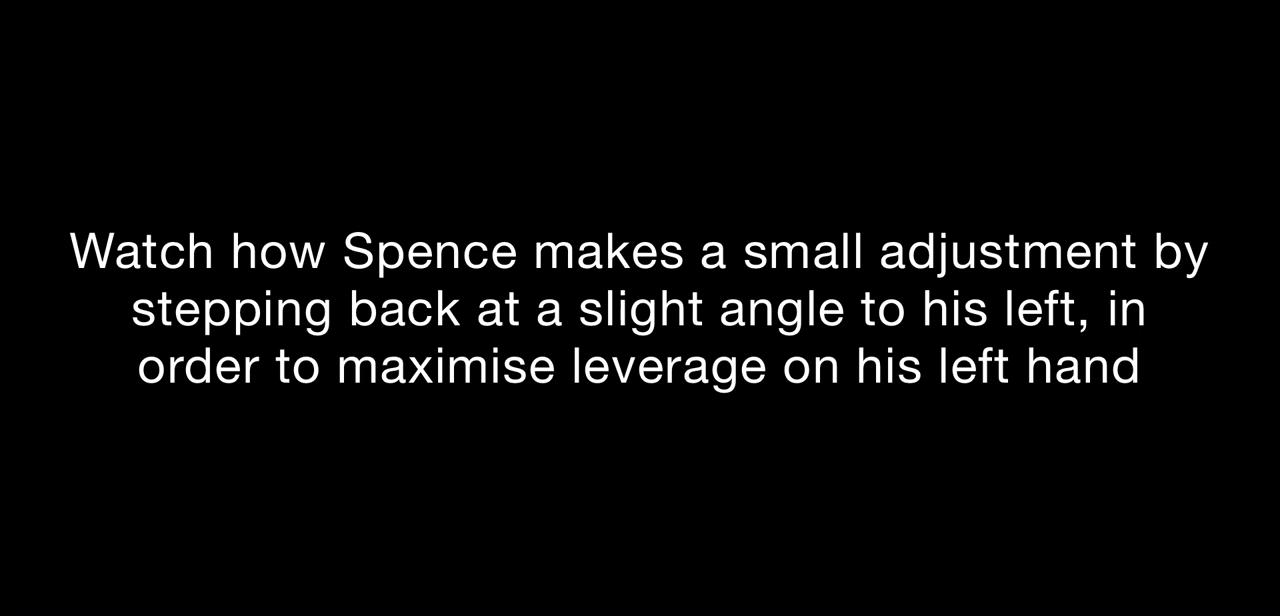 Watch how Spence makes a small adjustment by
stepping back at a slight angle to his left, in
order to maximise leverage on his left hand